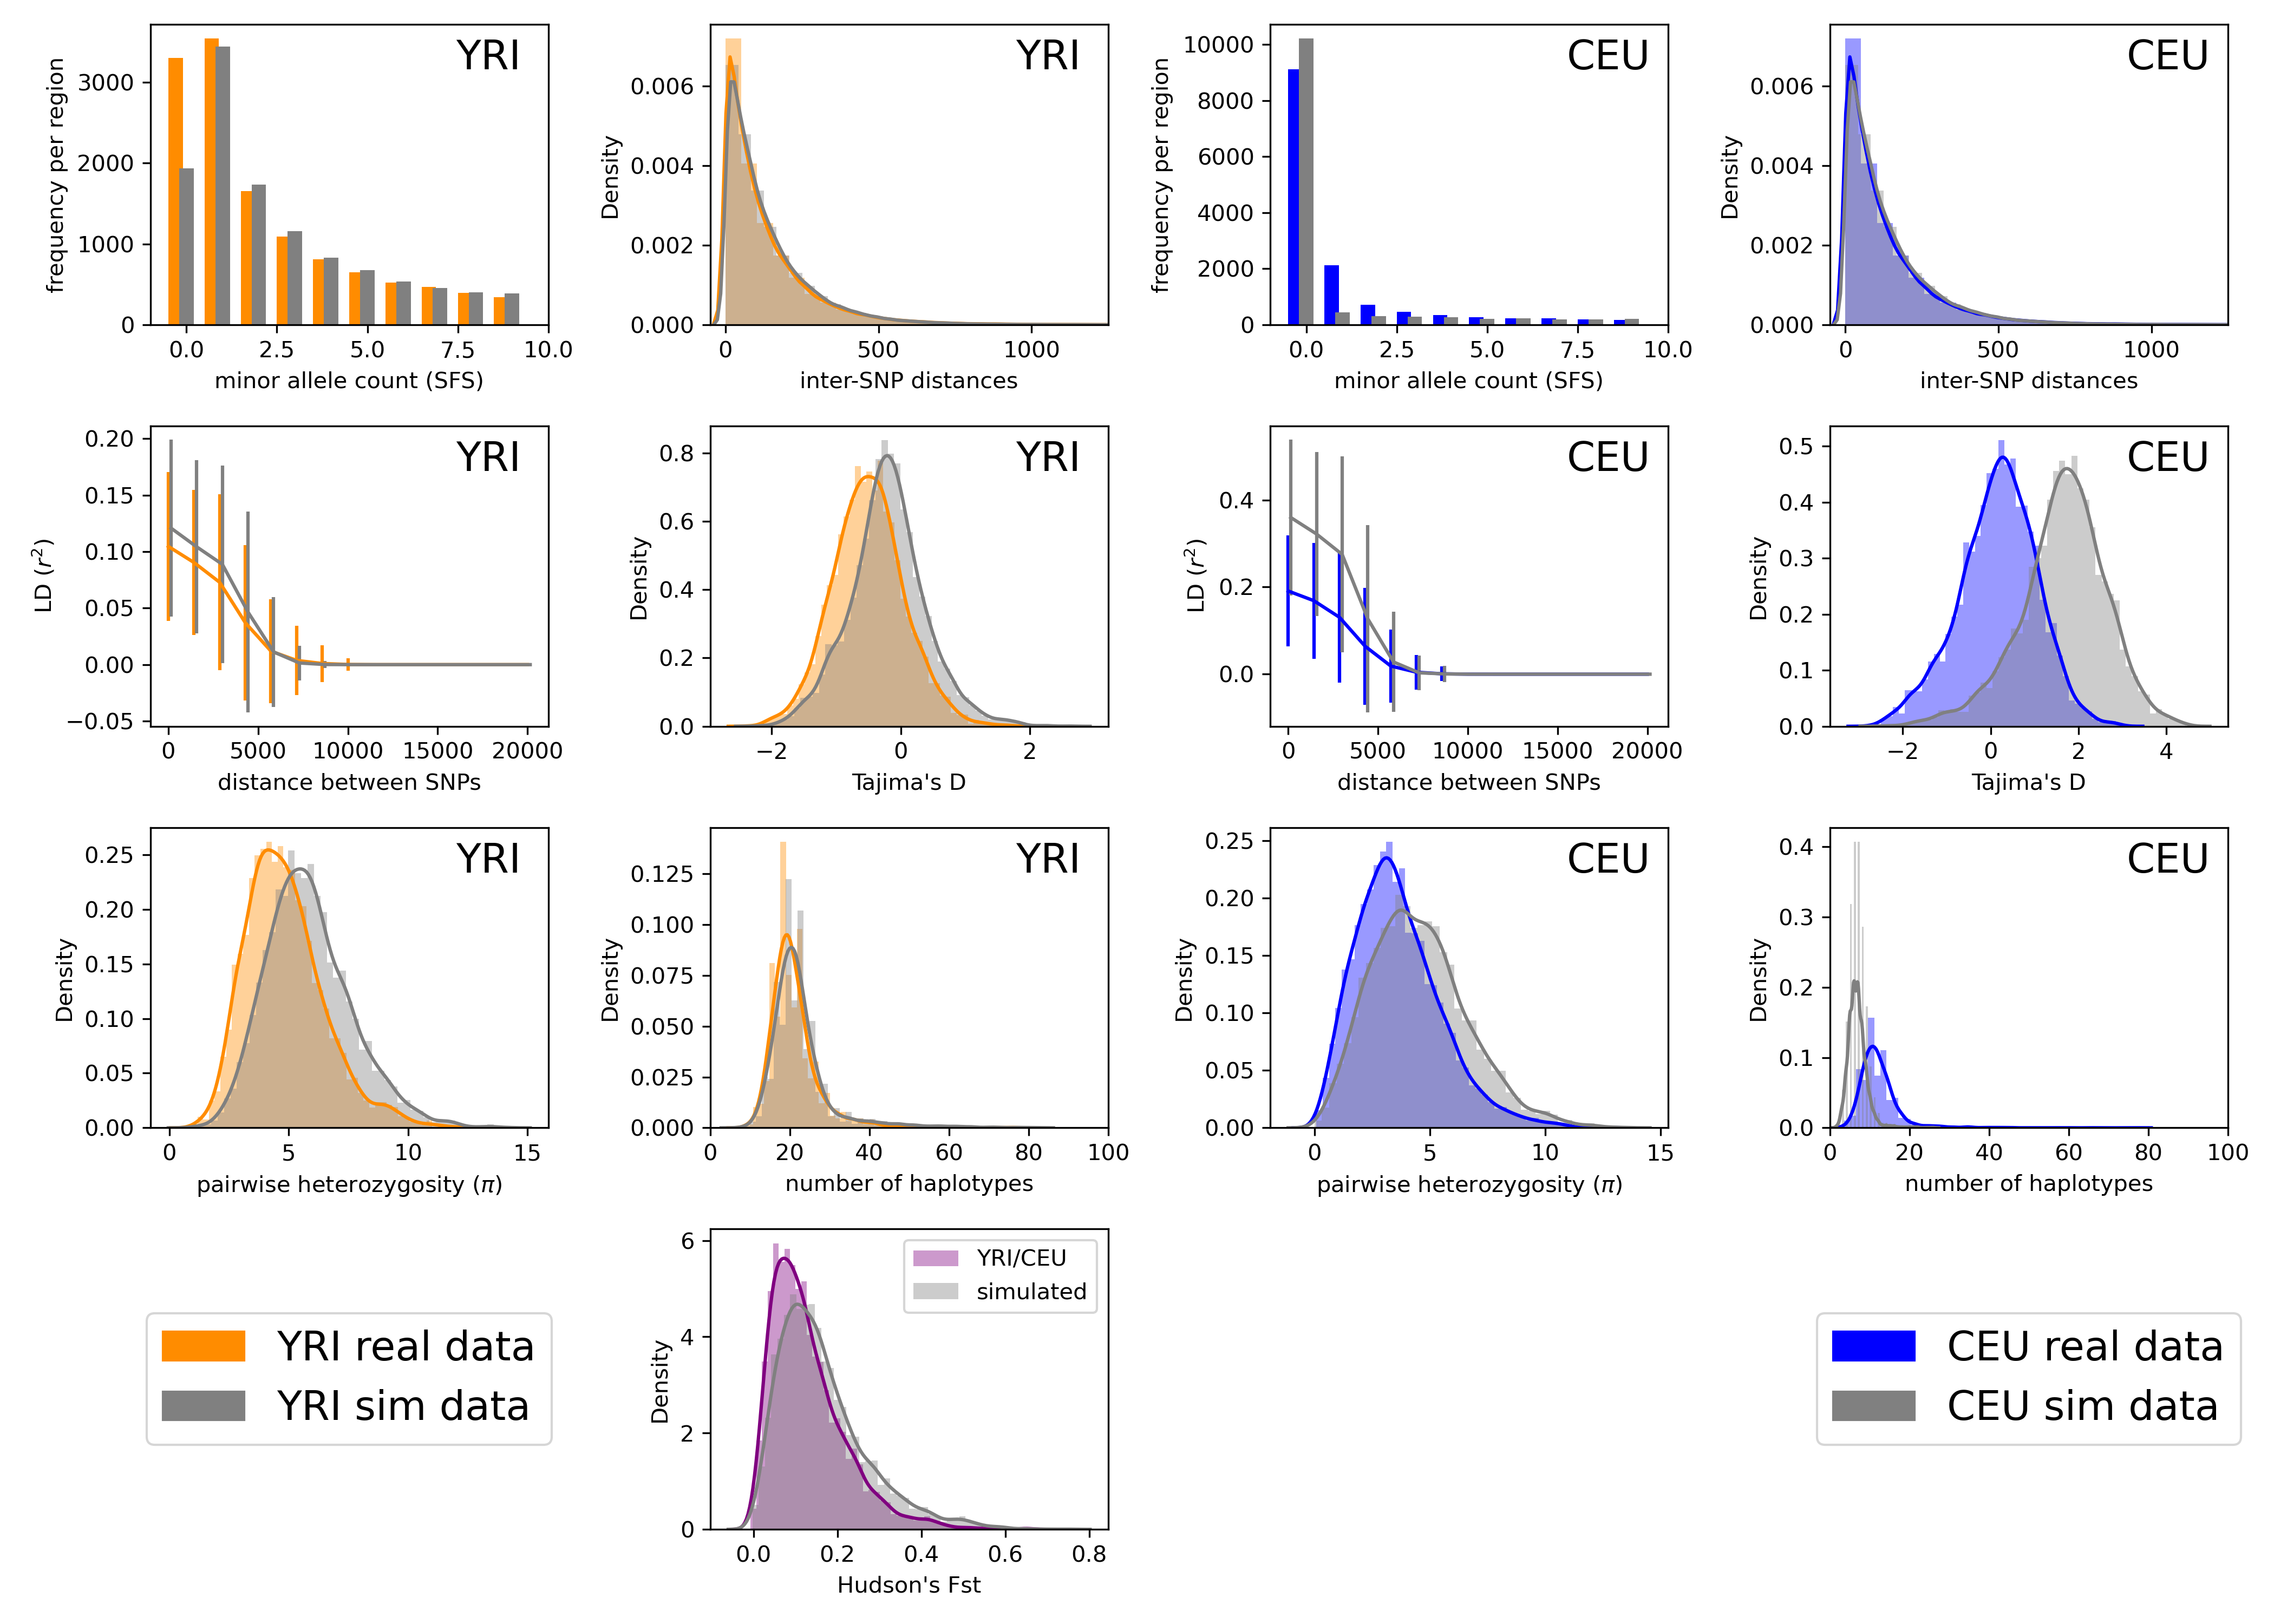 YRI
frequency per region
3000
2000
1000
0
0.0 2.5 5.0 7.5 10.0
minor allele count (SFS)
YRI
Density
0.006
0.004
0.002
0.000
0 500 1000
inter-SNP distances
CEU
frequency per region
10000
8000
6000
4000
2000
0
0.0 2.5 5.0 7.5 10.0
minor allele count (SFS)
CEU
Density
0.006
0.004
0.002
0.000
0 500 1000
inter-SNP distances
YRI
LD (r²)
0.20
0.15
0.10
0.05
0.00
−0.05
0 5000 10000 15000 20000
distance between SNPs
YRI
Density
0.8
0.6
0.4
0.2
0.0
−2 0 2
Tajima's D
CEU
LD (r²)
0.4
0.2
0.0
0 5000 10000 15000 20000
distance between SNPs
CEU
Density
0.5
0.4
0.3
0.2
0.1
0.0
−2 0 2 4
Tajima's D
YRI
Density
0.25
0.20
0.15
0.10
0.05
0.00
0 5 10 15
pairwise heterozygosity (π)
YRI
Density
0.125
0.100
0.075
0.050
0.025
0.000
0 20 40 60 80 100
number of haplotypes
CEU
Density
0.25
0.20
0.15
0.10
0.05
0.00
0 5 10 15
pairwise heterozygosity (π)
CEU
Density
0.4
0.3
0.2
0.1
0.0
0 20 40 60 80 100
number of haplotypes
YRI real data
YRI sim data
Density
6
4
2
0
0.0 0.2 0.4 0.6 0.8
Hudson's Fst
YRI/CEU
simulated
CEU real data
CEU sim data